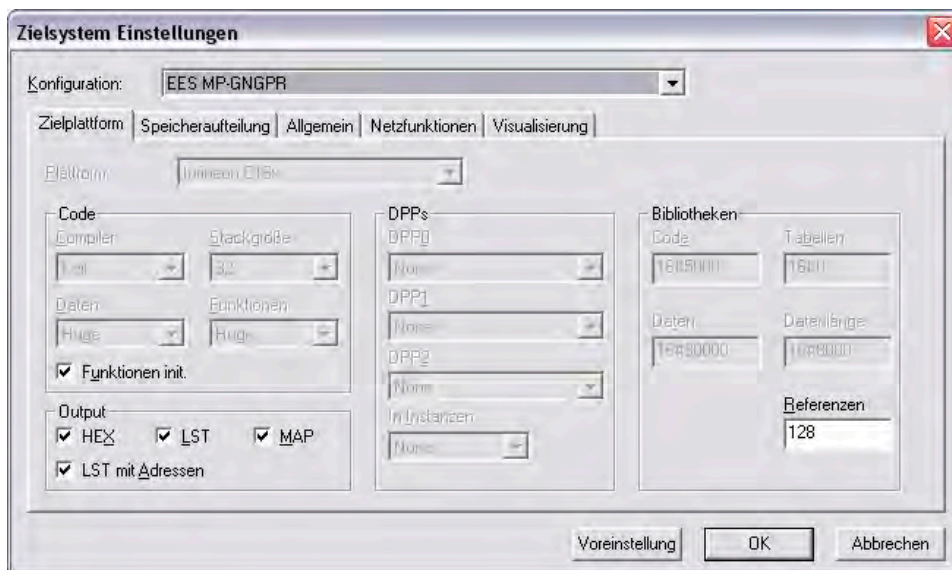 Zielsystem Einstellungen
Konfiguration: EES MP-GNGPR
Zielplattform Speicheraufteilung Allgemein Netzfunktionen Visualisierung
Plattform: Infineon C16x
Code
Compiler Stackgröße
32
Daten Funktionen
Huge Huge
Funktionen init.
Output
HEX LST MAP
LST mit Adressen
DPPs
DPP0
None
DPP1
None
DPP2
None
In Instanzen
None
Bibliotheken
Code Tabellen
Daten Datenlänge
Referenzen
128
Voreinstellung OK Abbrechen